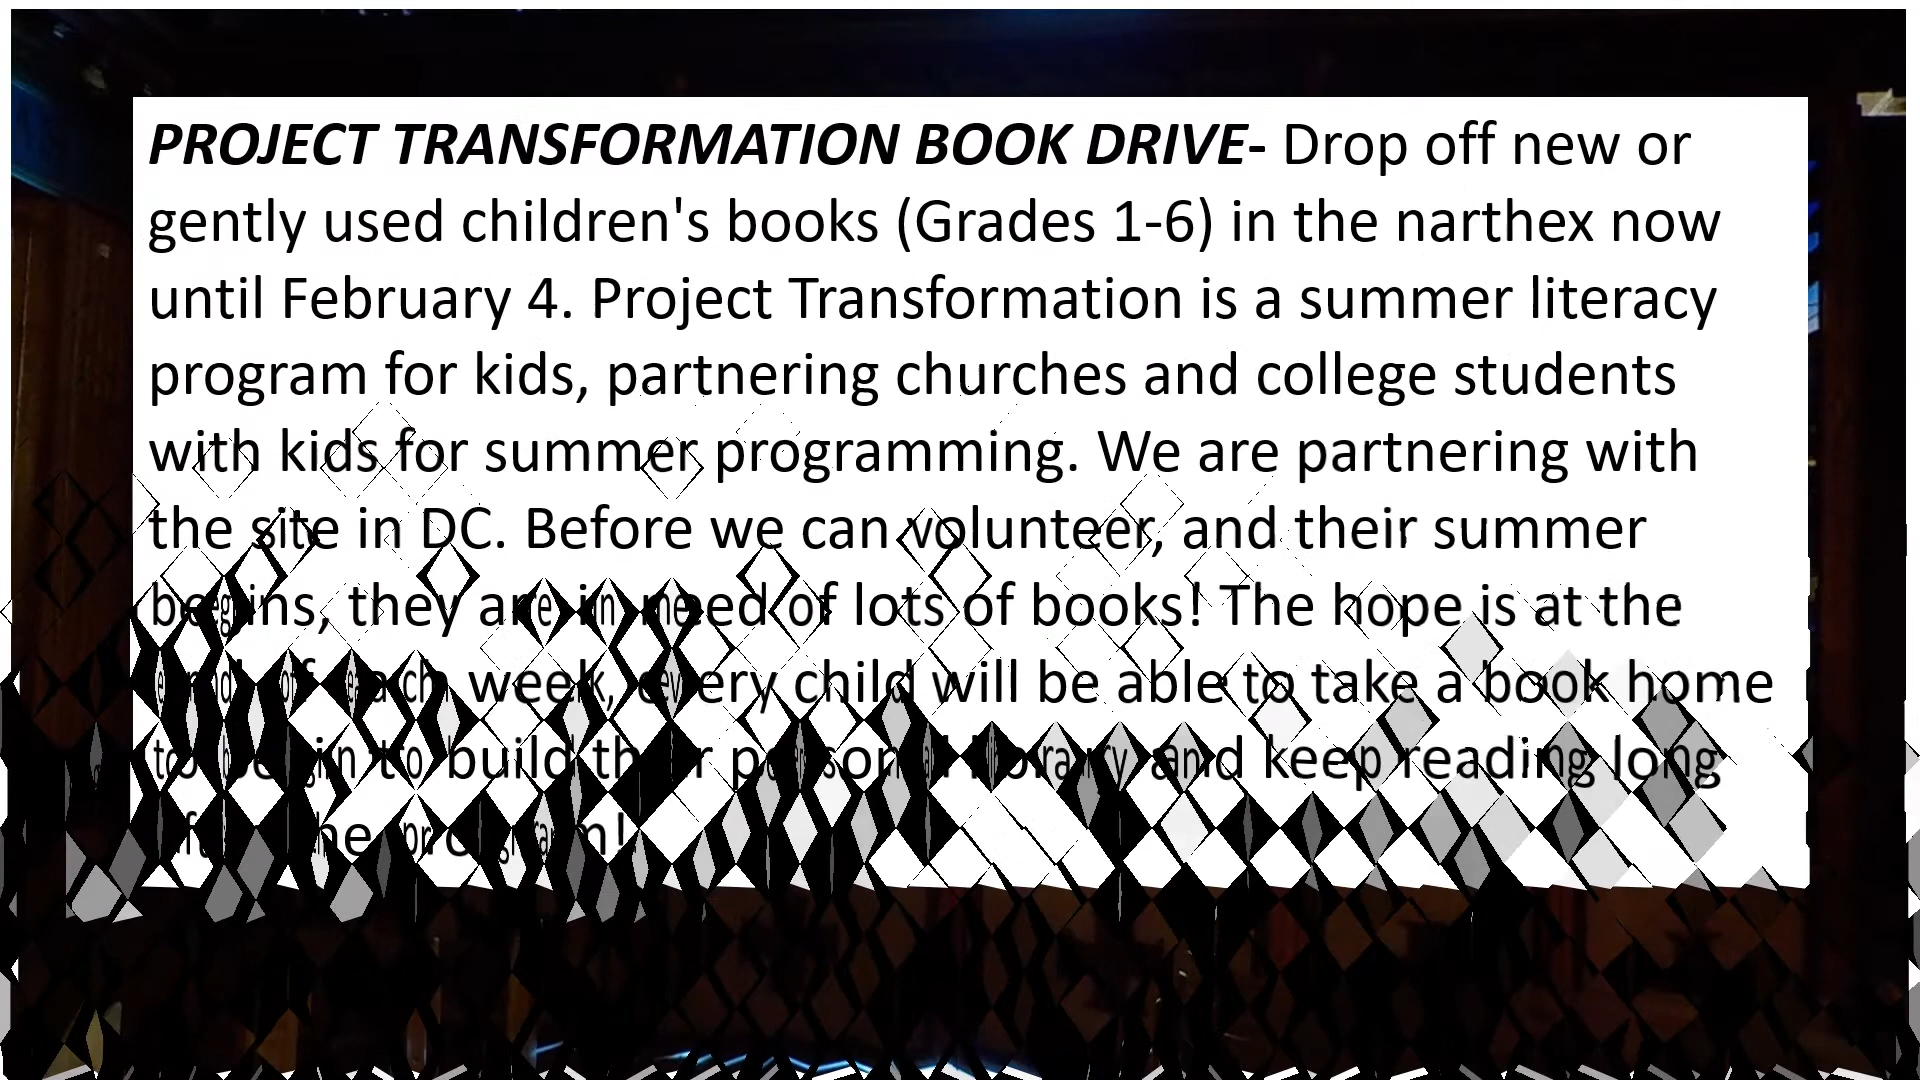 PROJECT TRANSFORMATION BOOK DRIVE- Drop off new or
gently used children's books (Grades 1-6) in the narthex now
until February 4. Project Transformation is a summer literacy
program for kids, partnering churches and college students
with kids for summer programming. We are partnering with
the site in DC. Before we can volunteer, and their summer
begins, they are in need of lots of books! The hope is at the
end of each week, every child will be able to take a book home
to begin to build their personal library and keep reading long
after the program!